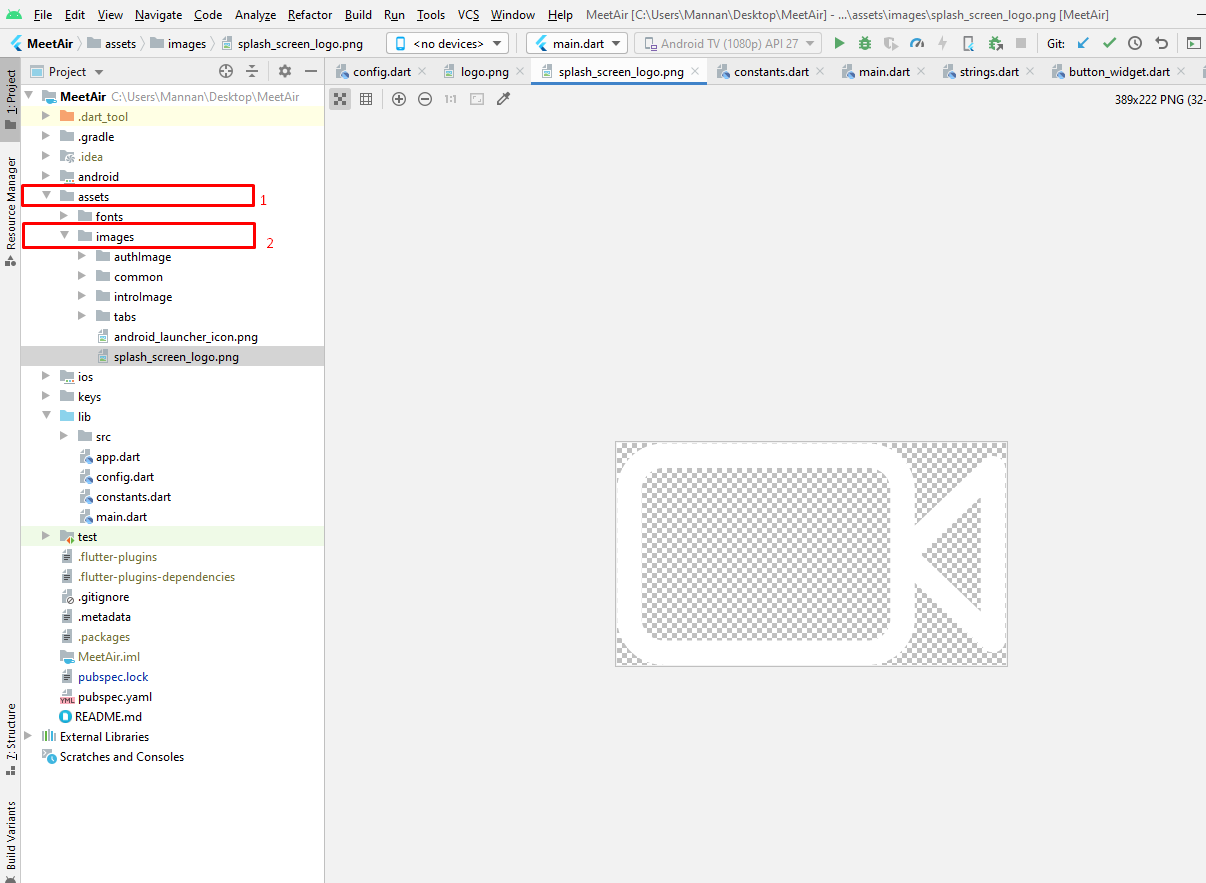 File Edit View Navigate Code Analyze Refactor Build Run Tools VCS Window Help MeetAir [C:\Users\Mannan\Desktop\MeetAir] - ...\assets\images\splash_screen_logo.png [MeetAir]
MeetAir assets images splash_screen_logo.png <no devices> main.dart Android TV (1080p) API 27 Git:
Project config.dart logo.png splash_screen_logo.png constants.dart main.dart strings.dart button_widget.dart
1: Project
Resource Manager
Z: Structure
Build Variants
1:1 389x222 PNG (32-
MeetAir C:\Users\Mannan\Desktop\MeetAir
.dart_tool
.gradle
.idea
android
assets 1
fonts
images 2
authImage
common
introImage
tabs
android_launcher_icon.png
splash_screen_logo.png
ios
keys
lib
src
app.dart
config.dart
constants.dart
main.dart
test
.flutter-plugins
.flutter-plugins-dependencies
.gitignore
.metadata
.packages
MeetAir.iml
pubspec.lock
YML pubspec.yaml
README.md
External Libraries
Scratches and Consoles